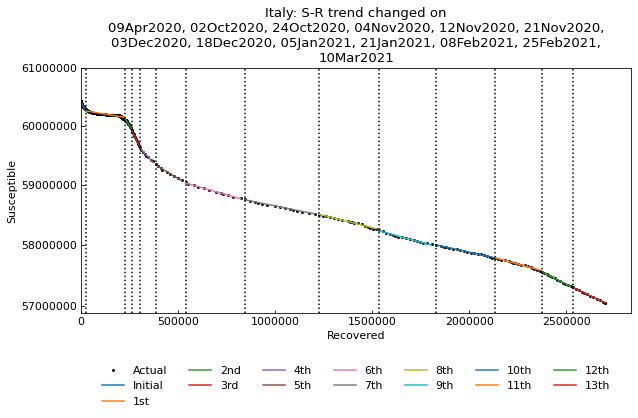 Italy: S-R trend changed on
09Apr2020, 02Oct2020, 24Oct2020, 04Nov2020, 12Nov2020, 21Nov2020,
03Dec2020, 18Dec2020, 05Jan2021, 21Jan2021, 08Feb2021, 25Feb2021,
10Mar2021
61000000
60000000
59000000
58000000
57000000
Susceptible
0 500000 1000000 1500000 2000000 2500000
Recovered
Actual 2nd 4th 6th 8th 10th 12th
Initial 3rd 5th 7th 9th 11th 13th
1st